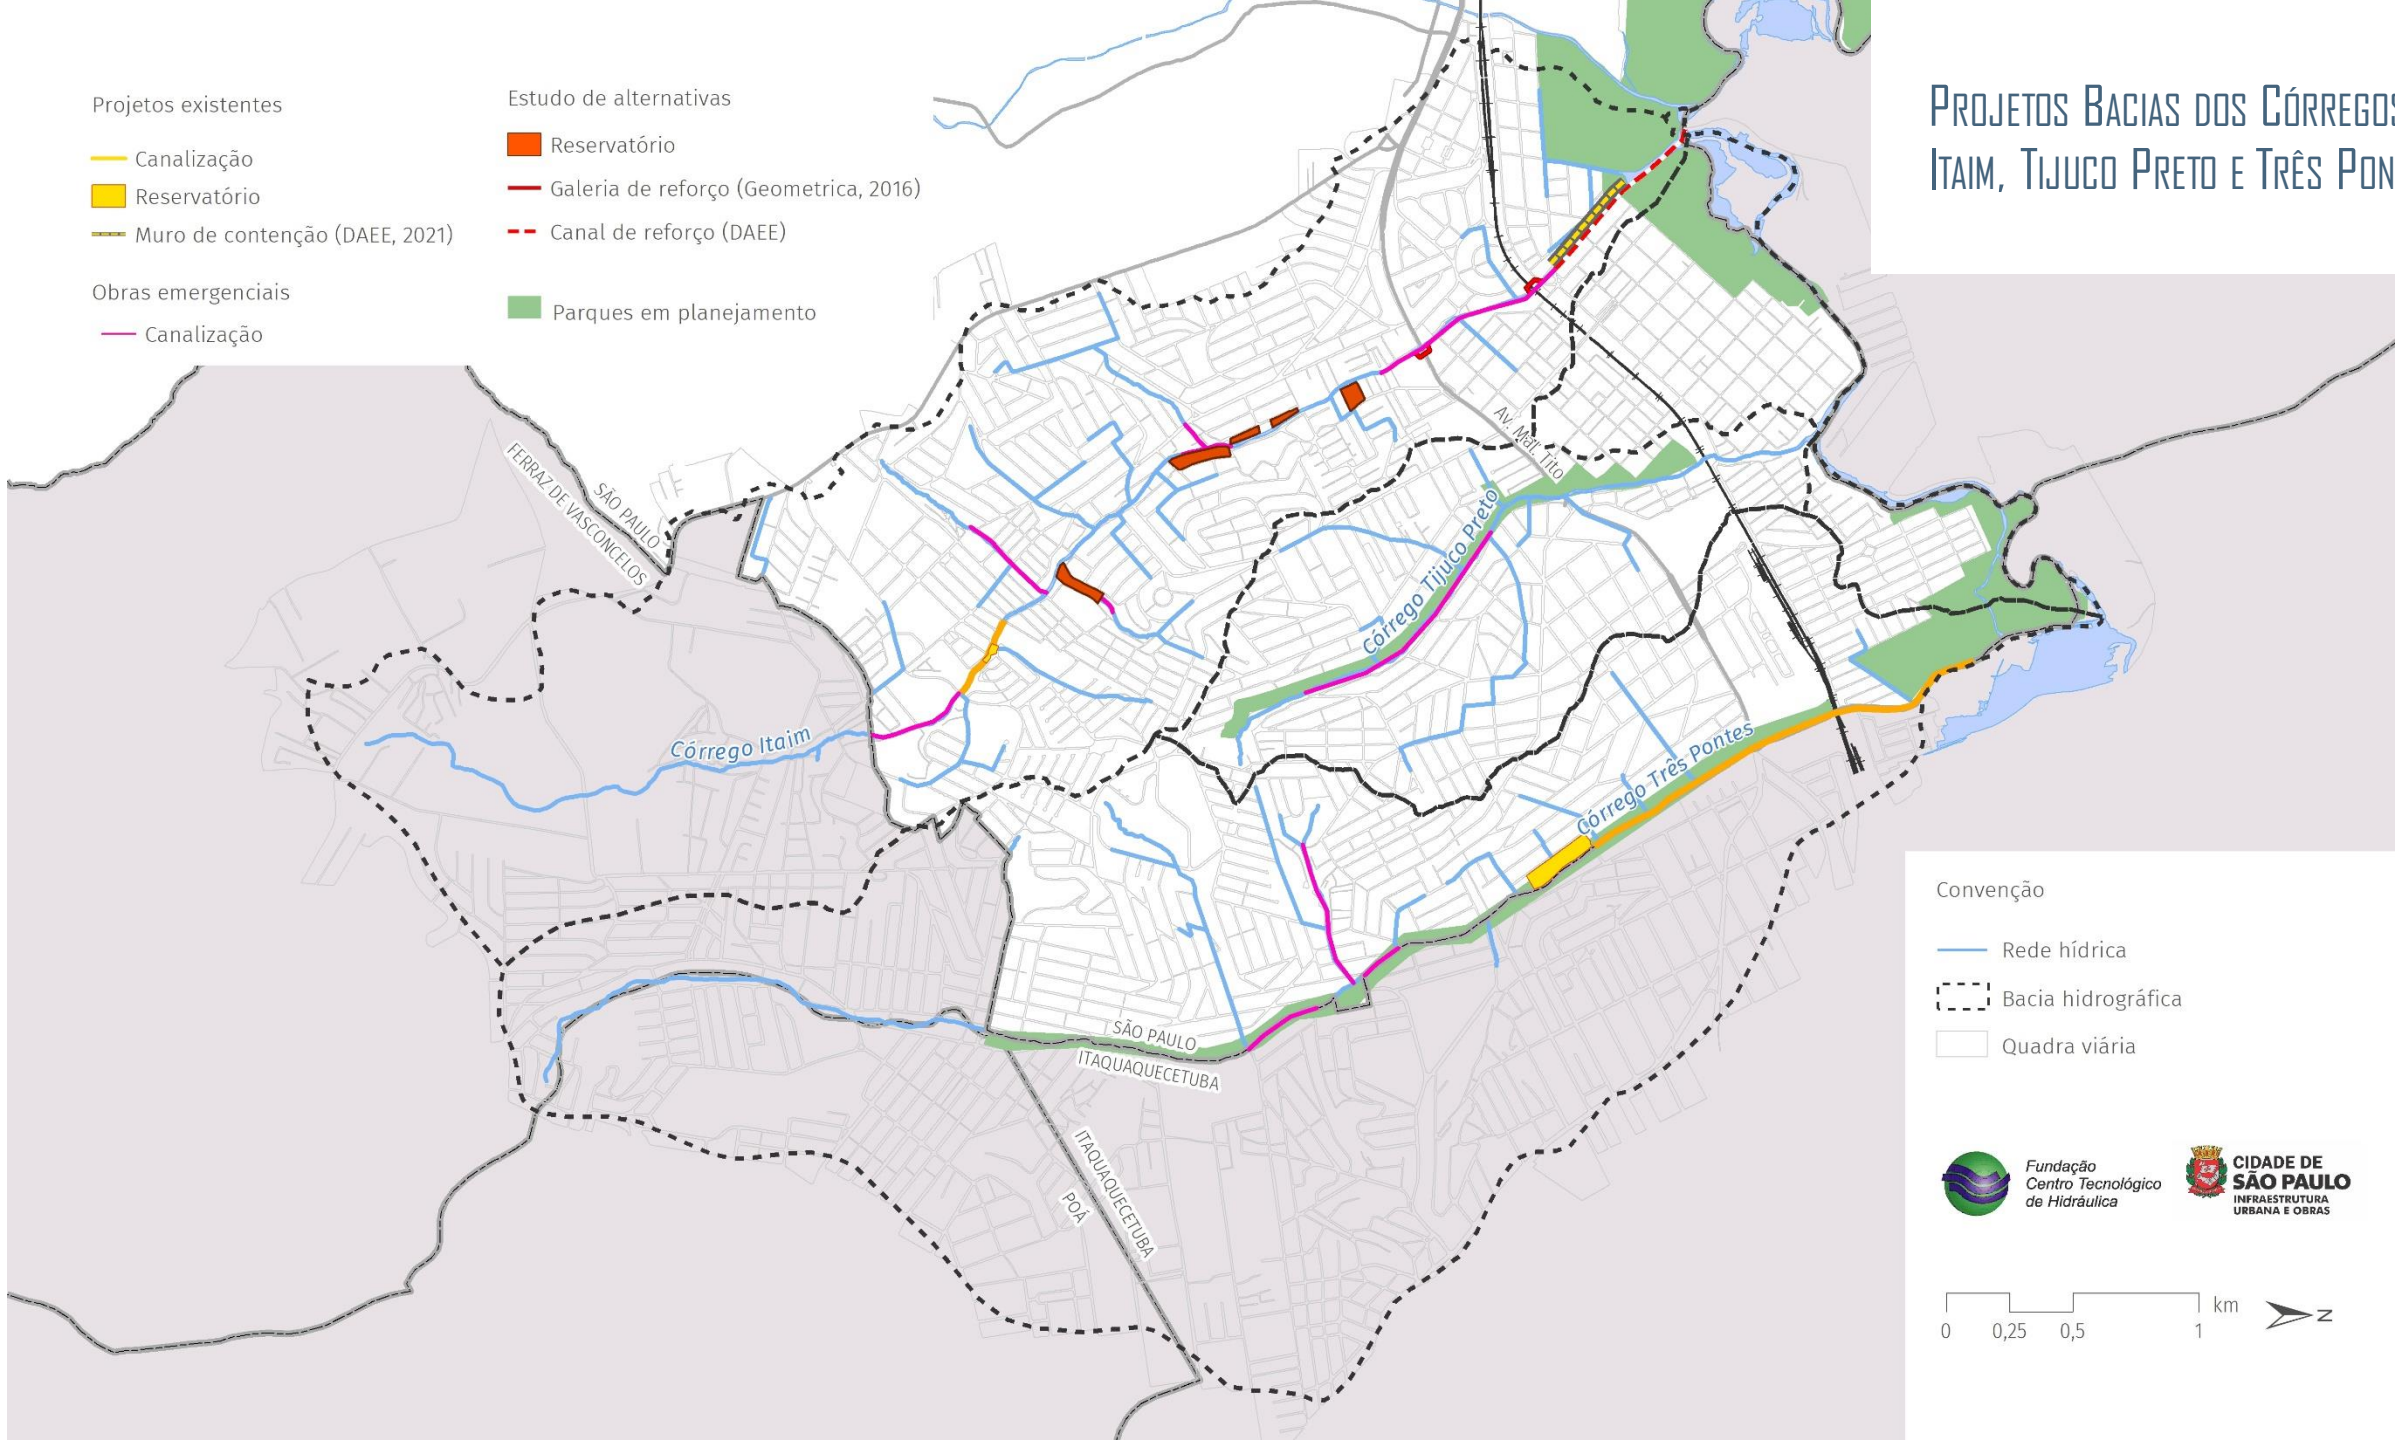 PROJETOS BACIAS DOS CÓRREGOS
ITAIM, TIJUCO PRETO E TRÊS PON
Projetos existentes
Canalização
Reservatório
Muro de contenção (DAEE, 2021)
Obras emergenciais
Canalização
Estudo de alternativas
Reservatório
Galeria de reforço (Geometrica, 2016)
Canal de reforço (DAEE)
Parques em planejamento
FERRAZ DE VASCONCELOS
SÃO PAULO
Av. Mal. Tito
Córrego Tijuco Preto
Córrego Itaim
Córrego Três Pontes
SÃO PAULO
ITAQUAQUECETUBA
ITAQUAQUECETUBA
POÁ
Convenção
Rede hídrica
Bacia hidrográfica
Quadra viária
Fundação
Centro Tecnológico
de Hidráulica
CIDADE DE
SÃO PAULO
INFRAESTRUTURA
URBANA E OBRAS
km
0 0,25 0,5 1
N